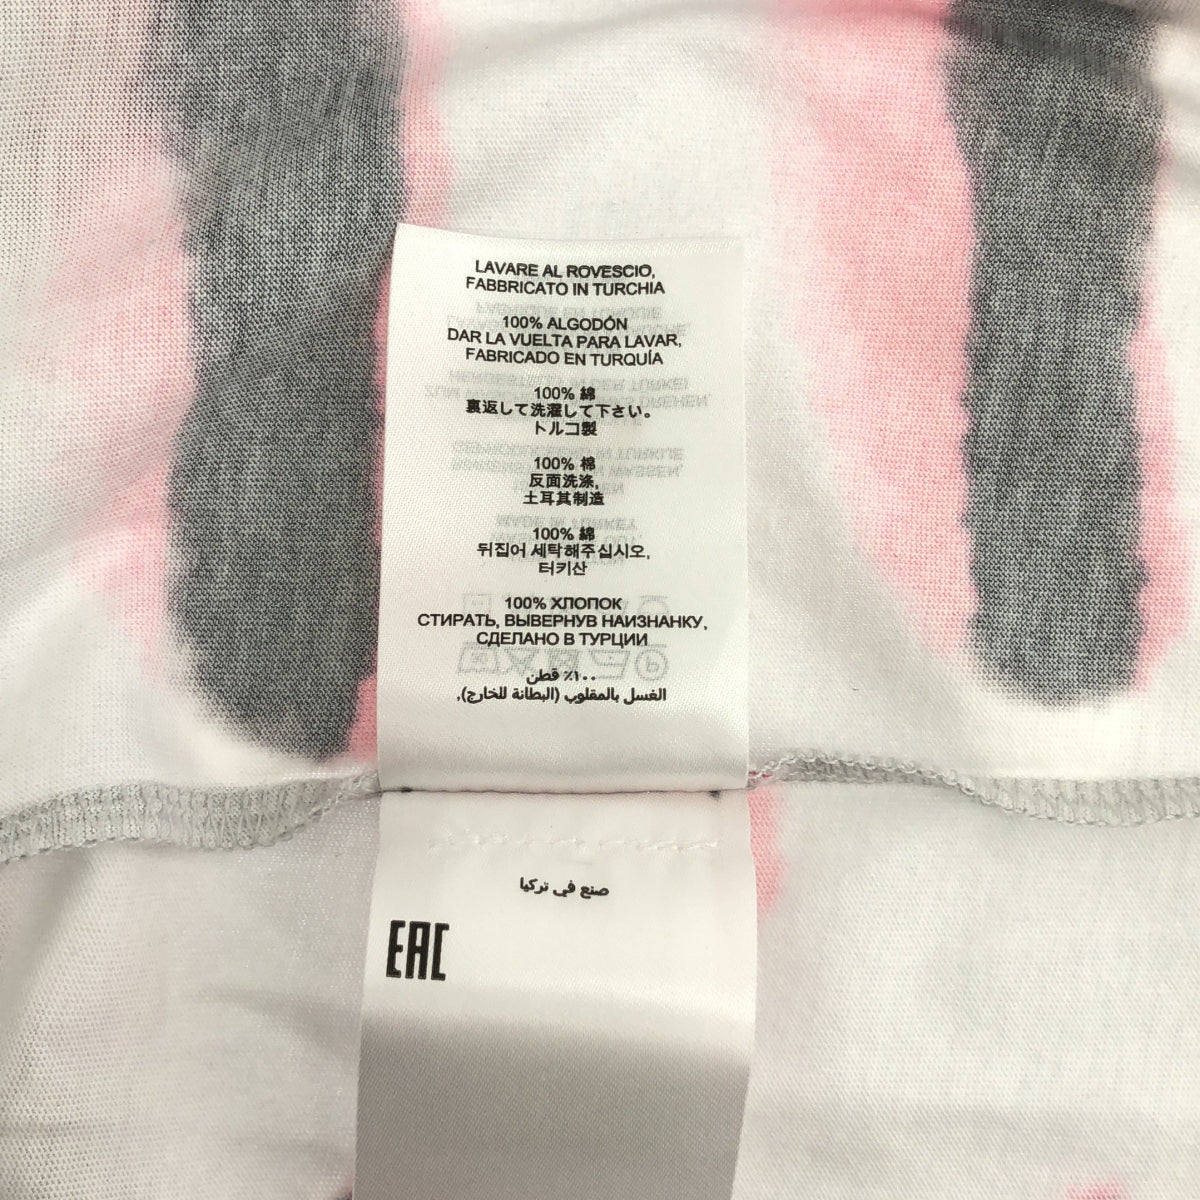 LAVARE AL ROVESCIO,
FABBRICATO IN TURCHIA
100% ALGODÓN
DAR LA VUELTA PARA LAVAR,
FABRICADO EN TURQUÍA
100% 綿
裏返して洗濯して下さい。
トルコ製
100% 棉
反面洗涤,
土耳其制造
100% 綿
뒤집어 세탁해주십시오,
터키산
100% ХЛОПОК
СТИРАТЬ, ВЫВЕРНУВ НАИЗНАНКУ,
СДЕЛАНО В ТУРЦИИ
١٠٠٪ قطن
الغسل بالمقلوب (البطانة للخارج)،
صنع في تركيا
EAC